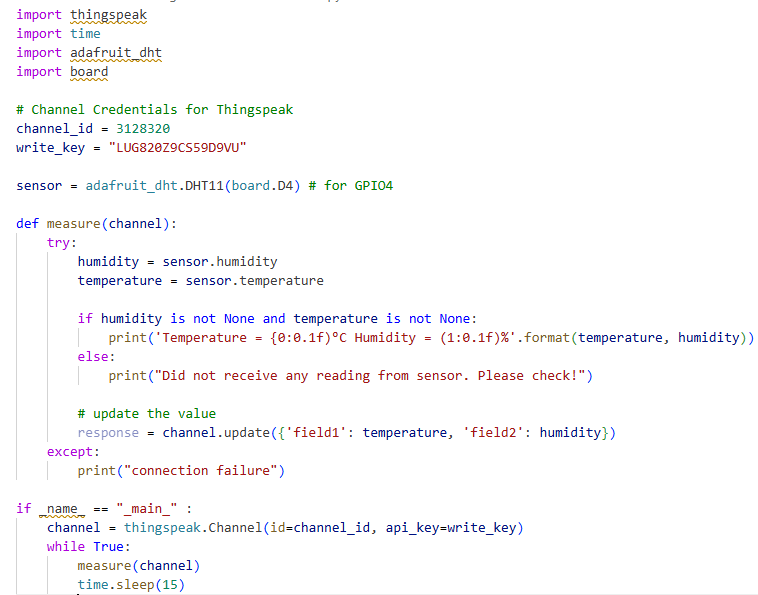 import thingspeak
import time
import adafruit_dht
import board

# Channel Credentials for Thingspeak
channel_id = 3128320
write_key = "LUG820Z9CS59D9VU"

sensor = adafruit_dht.DHT11(board.D4) # for GPIO4

def measure(channel):
    try:
        humidity = sensor.humidity
        temperature = sensor.temperature

        if humidity is not None and temperature is not None:
            print('Temperature = {0:0.1f)°C Humidity = (1:0.1f)%'.format(temperature, humidity))
        else:
            print("Did not receive any reading from sensor. Please check!")

        # update the value
        response = channel.update({'field1': temperature, 'field2': humidity})
    except:
        print("connection failure")

if _name_ == "_main_" :
    channel = thingspeak.Channel(id=channel_id, api_key=write_key)
    while True:
        measure(channel)
        time.sleep(15)